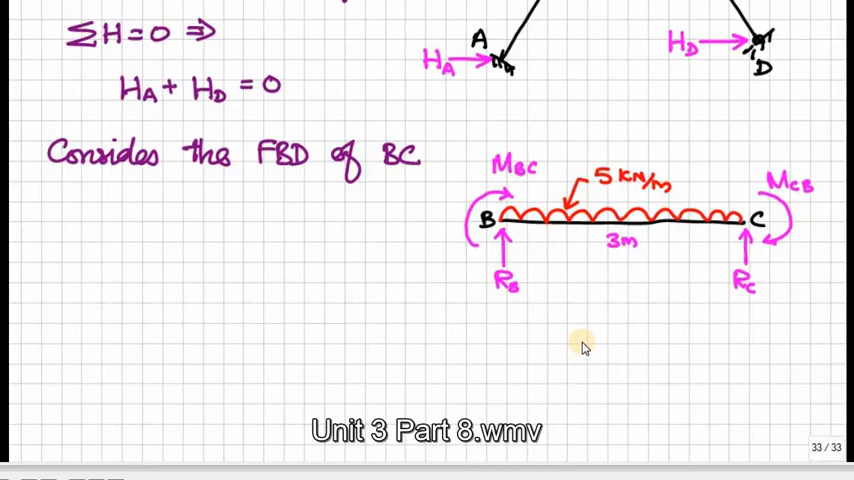 ΣH = 0 ⇒
A
H_A
H_D
D
H_A + H_D = 0
Consides the FBD of BC
M_BC
5 KN/m
M_CB
B
C
3m
R_B
R_C
Unit 3 Part 8.wmv
33 / 33